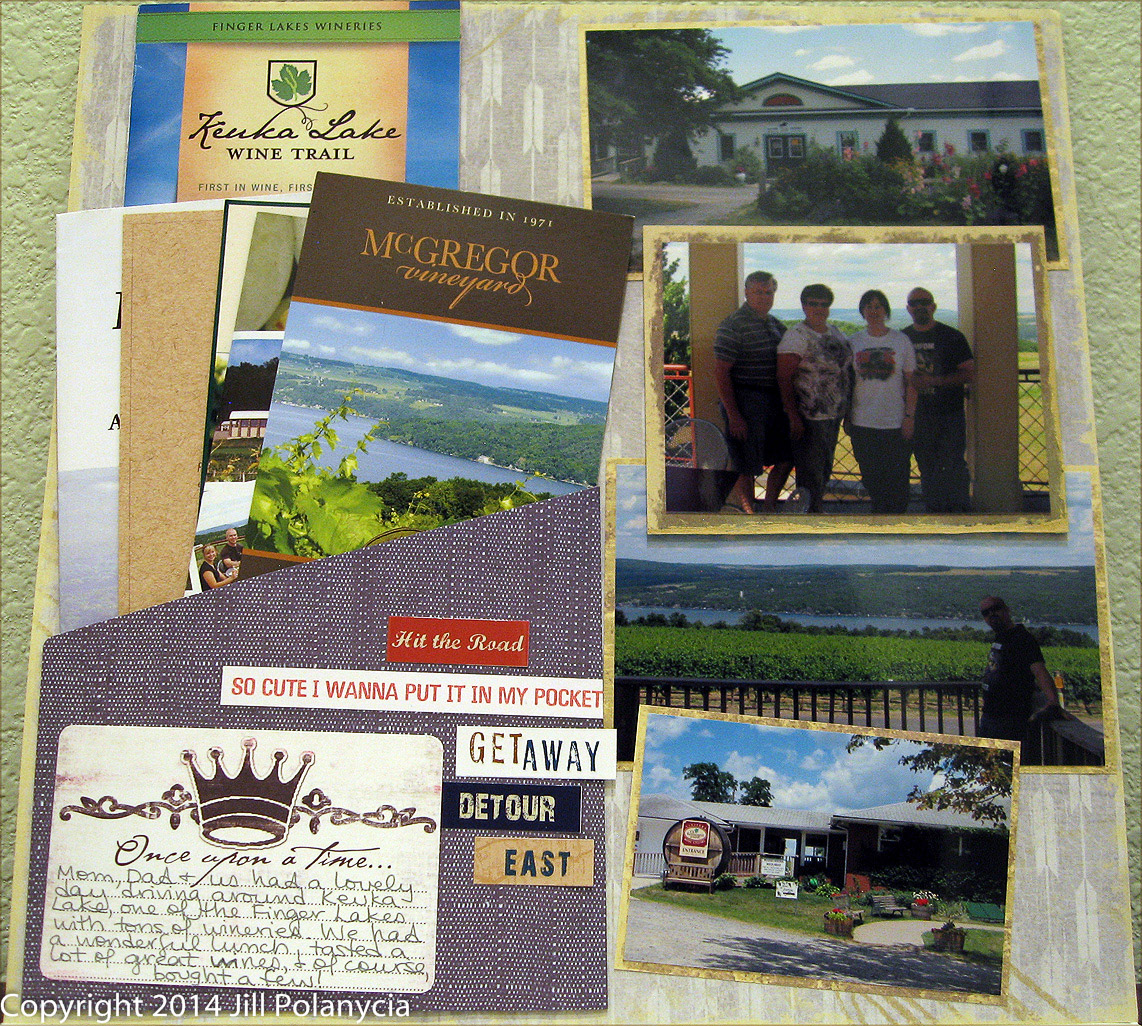 FINGER LAKES WINERIES
Keuka Lake
WINE TRAIL
FIRST IN WINE, FIRS
ESTABLISHED IN 1971
McGREGOR
vineyard
A
Hit the Road
SO CUTE I WANNA PUT IT IN MY POCKET
GETAWAY
DETOUR
EAST
Once upon a time...
Mom, Dad + us had a lovely
day driving around Keuka
Lake, one of the Finger Lakes
with tons of wineries. We had
a wonderful lunch, tasted a
lot of great wines, + of course,
bought a few!
ENTRANCE
Copyright 2014 Jill Polanycia